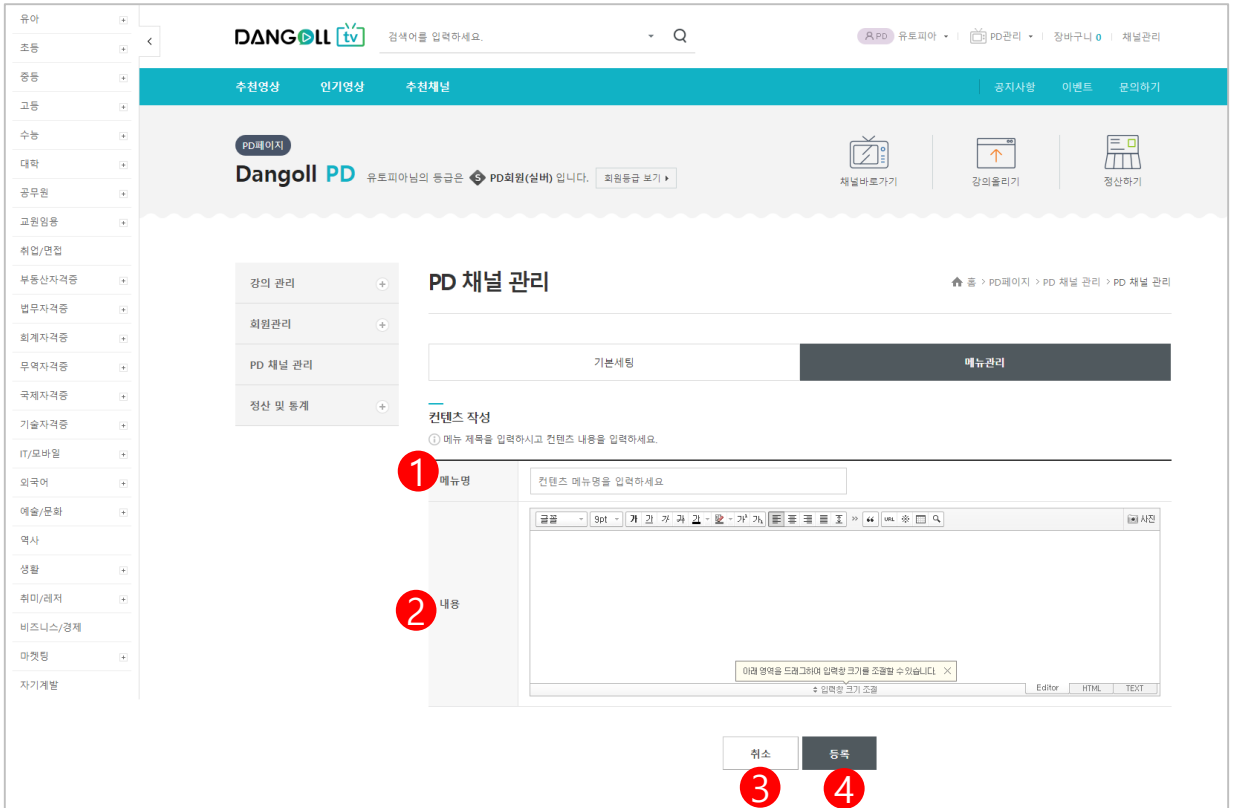 유아
초등
중등
고등
수능
대학
공무원
교원임용
취업/면접
부동산자격증
법무자격증
회계자격증
무역자격증
국제자격증
기술자격증
IT/모바일
외국어
예술/문화
역사
생활
취미/레저
비즈니스/경제
마켓팅
자기계발
DANGOLL tv 검색어를 입력하세요. PD 유토피아 PD관리 장바구니 0 채널관리
추천영상 인기영상 추천채널 공지사항 이벤트 문의하기
PD페이지
Dangoll PD 유토피아님의 등급은 S PD회원(실버) 입니다. 회원등급 보기
채널바로가기 강의올리기 정산하기
강의 관리
회원관리
PD 채널 관리
정산 및 통계
PD 채널 관리 홈 > PD페이지 > PD 채널 관리 > PD 채널 관리
기본세팅 메뉴관리
컨텐츠 작성
메뉴 제목을 입력하시고 컨텐츠 내용을 입력하세요.
1 메뉴명 컨텐츠 메뉴명을 입력하세요
글꼴 9pt 가 가 가 가 가 가 가 URL 사진
2 내용
아래 영역을 드래그하여 입력창 크기를 조절할 수 있습니다.
입력창 크기 조절 Editor HTML TEXT
취소 등록
3 4